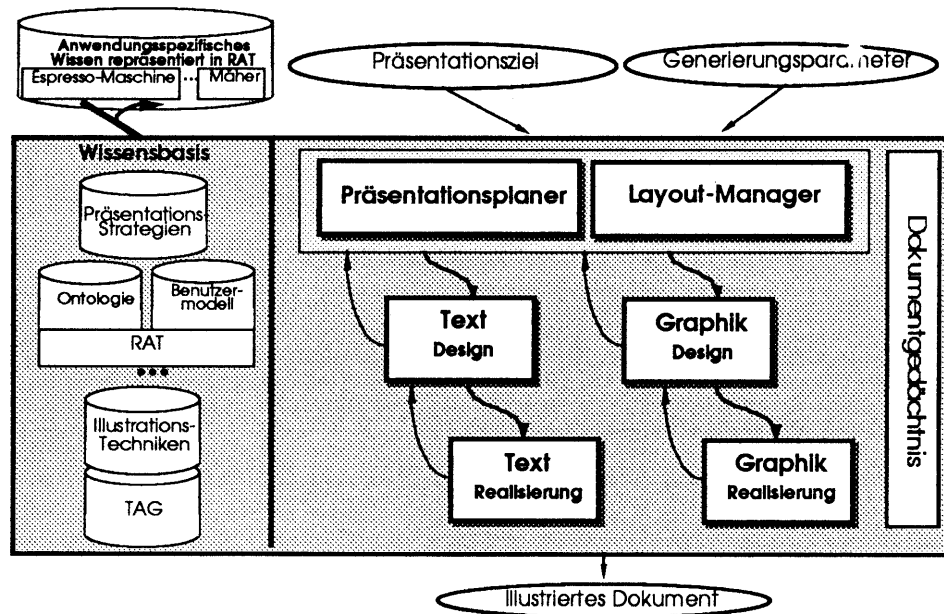 Anwendungsspezifisches
Wissen repräsentiert in RAT
Espresso-Maschine ... Mäher
Präsentationsziel
Generierungsparameter
Wissensbasis
Präsentations-
Strategien
Ontologie
Benutzer-
modell
RAT
•••
Illustrations-
Techniken
TAG
Präsentationsplaner
Layout-Manager
Text
Design
Graphik
Design
Text
Realisierung
Graphik
Realisierung
Dokumentgedächtnis
Illustriertes Dokument